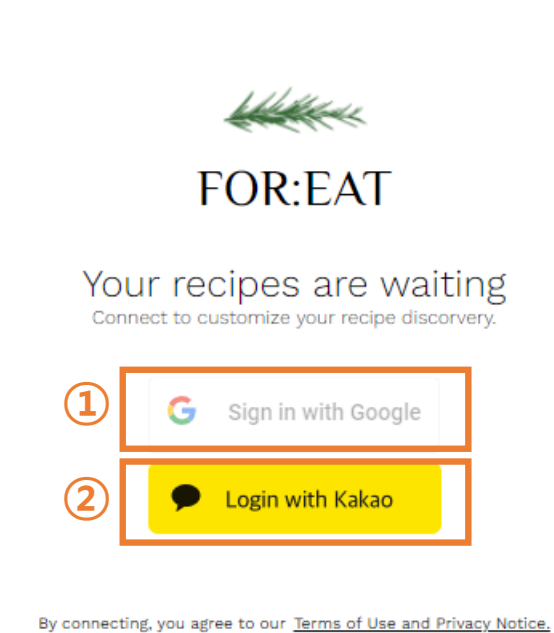 FOR:EAT
Your recipes are waiting
Connect to customize your recipe discorvery.
① Sign in with Google
② Login with Kakao
By connecting, you agree to our Terms of Use and Privacy Notice.